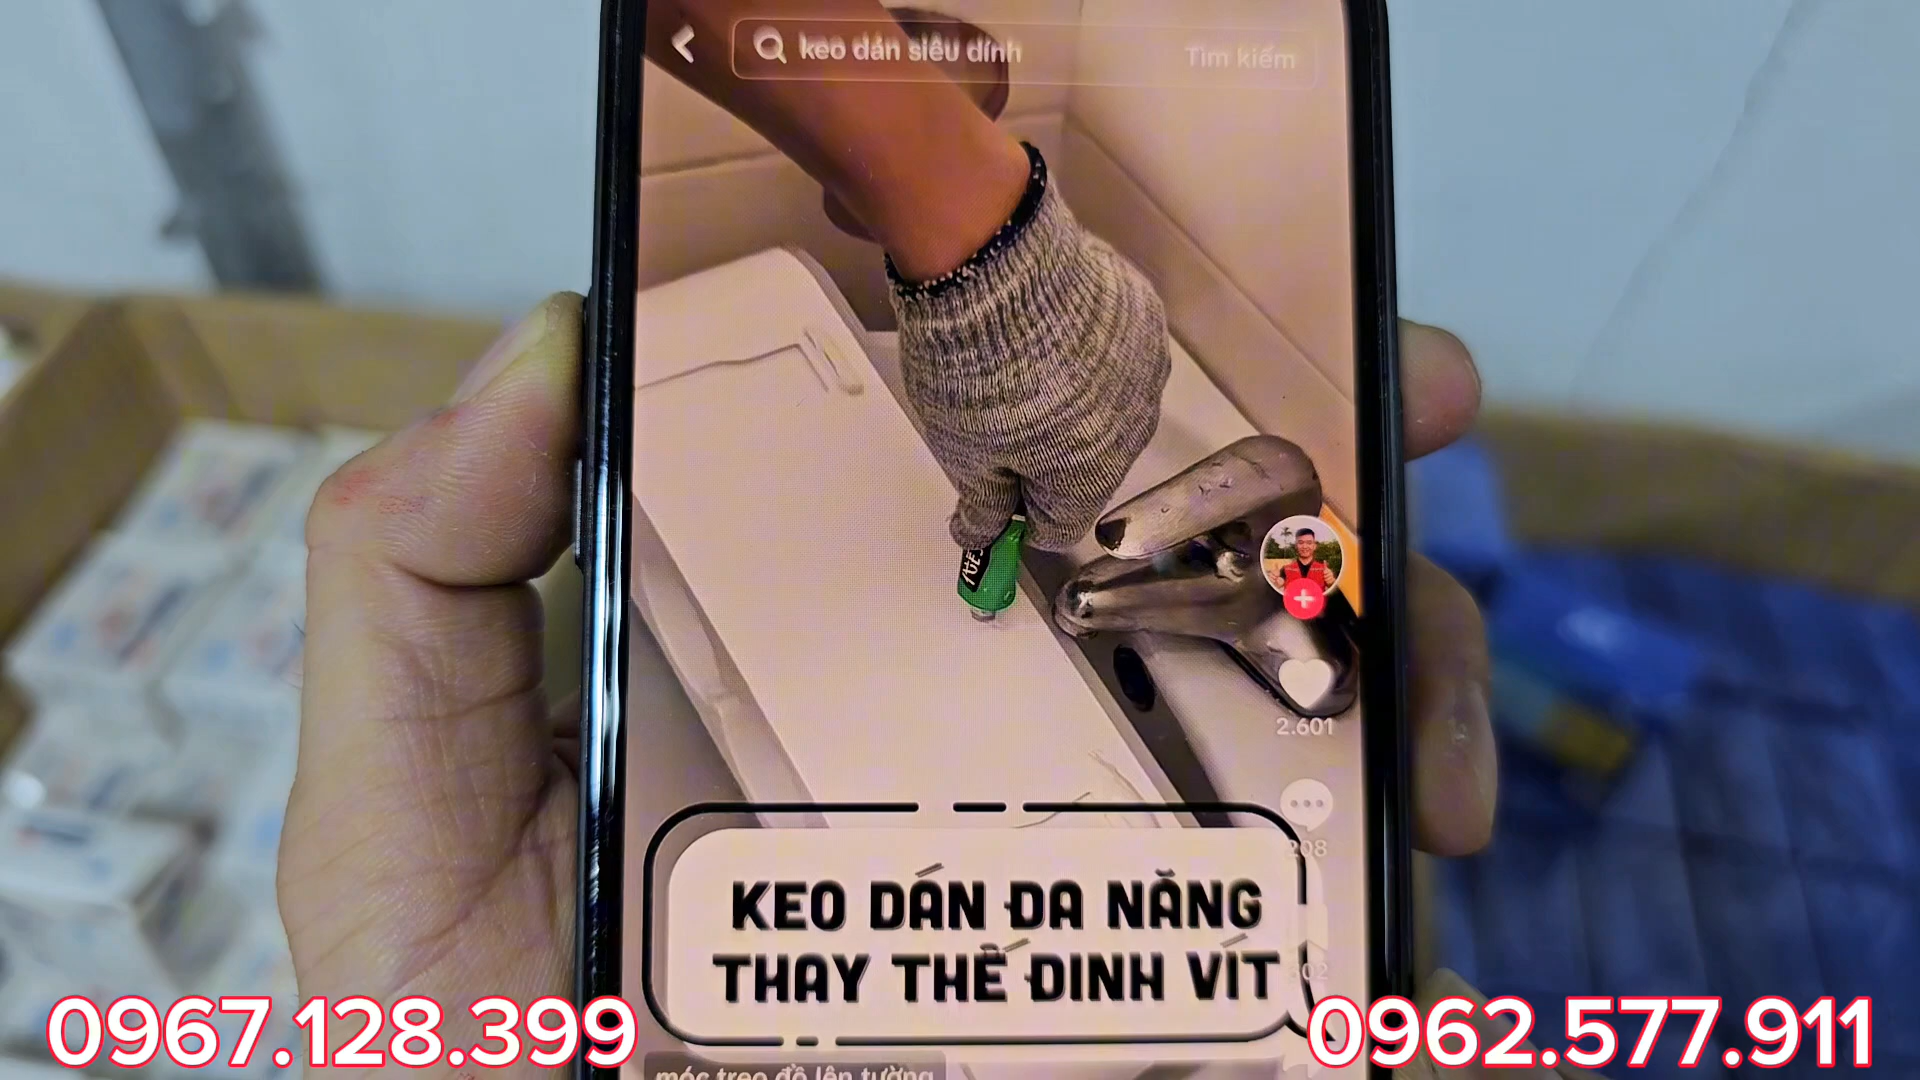 keo dán siêu dính
Tìm kiếm
2.601
208
KEO DÁN ĐA NĂNG
THAY THẾ ĐINH VÍT
móc treo đồ lên tường
0967.128.399
0962.577.911